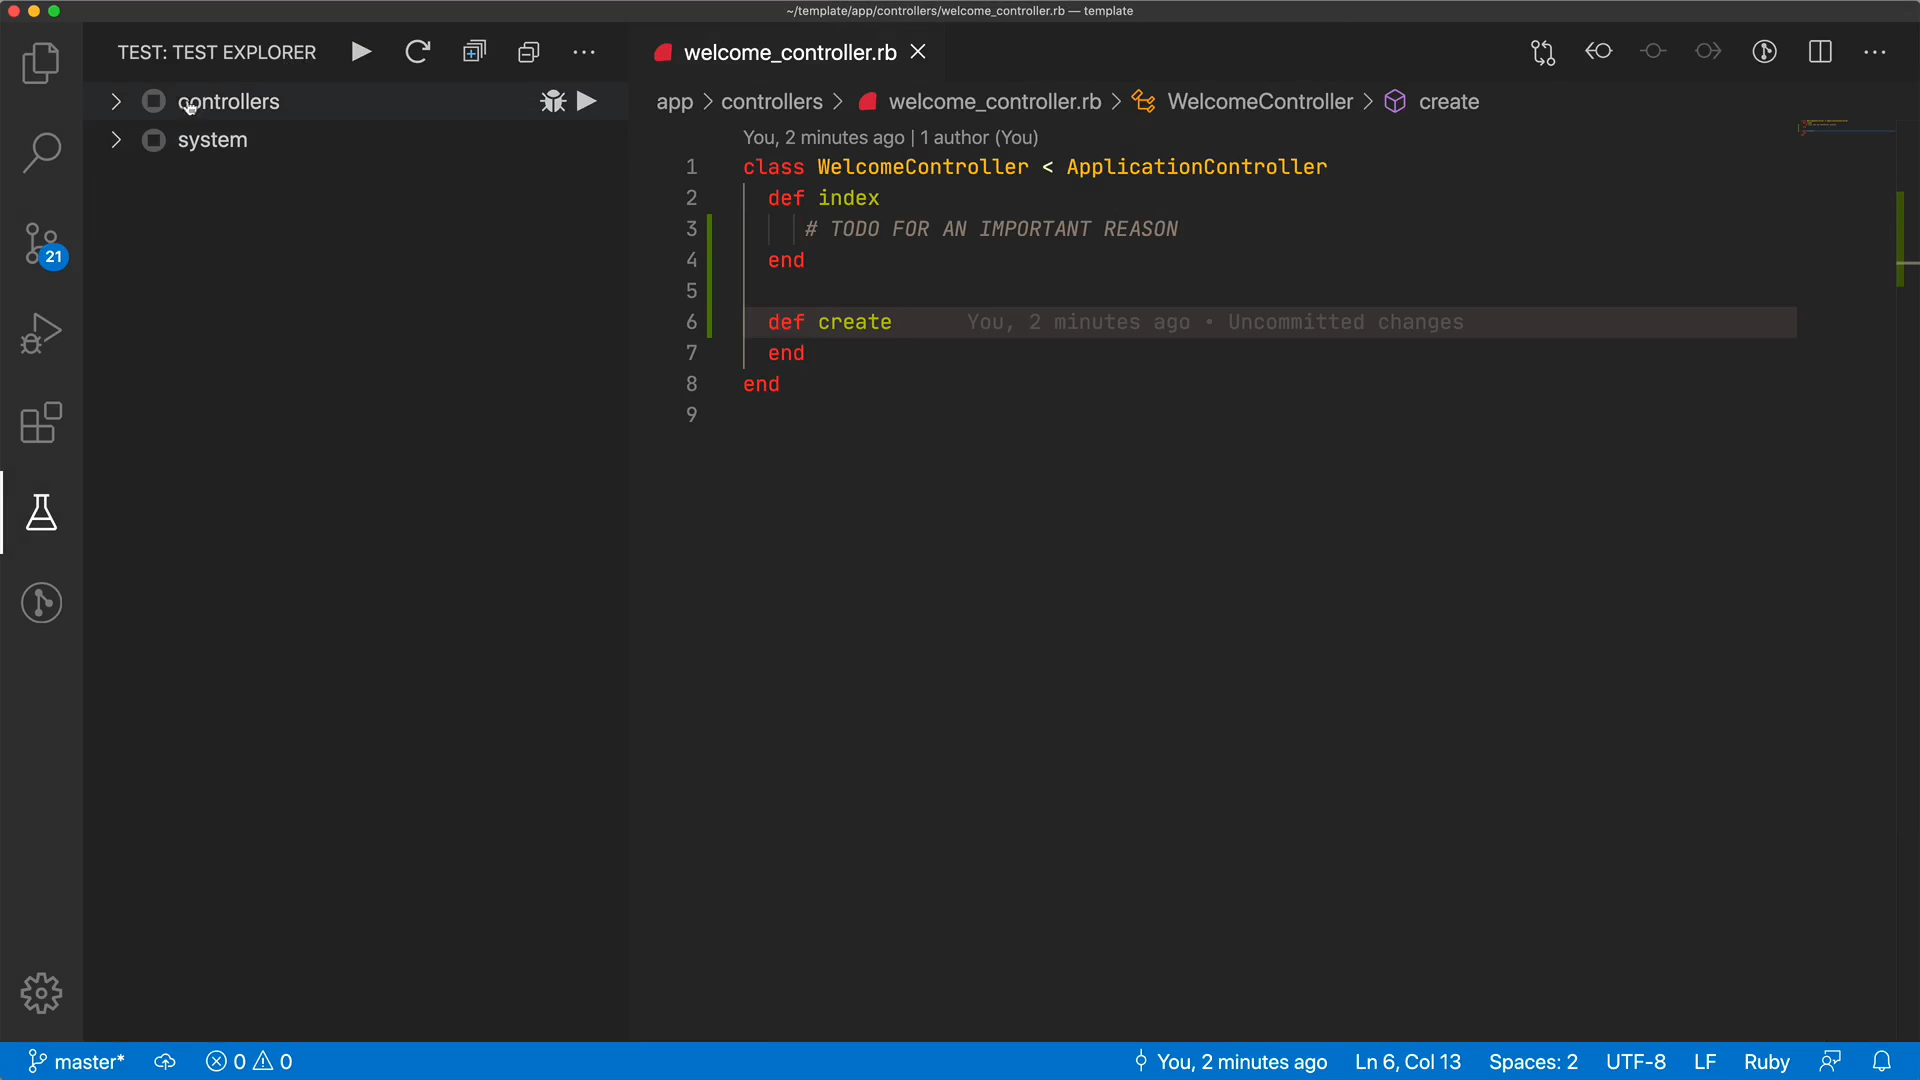 ~/template/app/controllers/welcome_controller.rb — template
TEST: TEST EXPLORER
controllers
system
21
welcome_controller.rb
app > controllers > welcome_controller.rb > WelcomeController > create
You, 2 minutes ago | 1 author (You)
1 class WelcomeController < ApplicationController
2 def index
3 # TODO FOR AN IMPORTANT REASON
4 end
5
6 def create You, 2 minutes ago • Uncommitted changes
7 end
8 end
9
master* 0 0 You, 2 minutes ago Ln 6, Col 13 Spaces: 2 UTF-8 LF Ruby